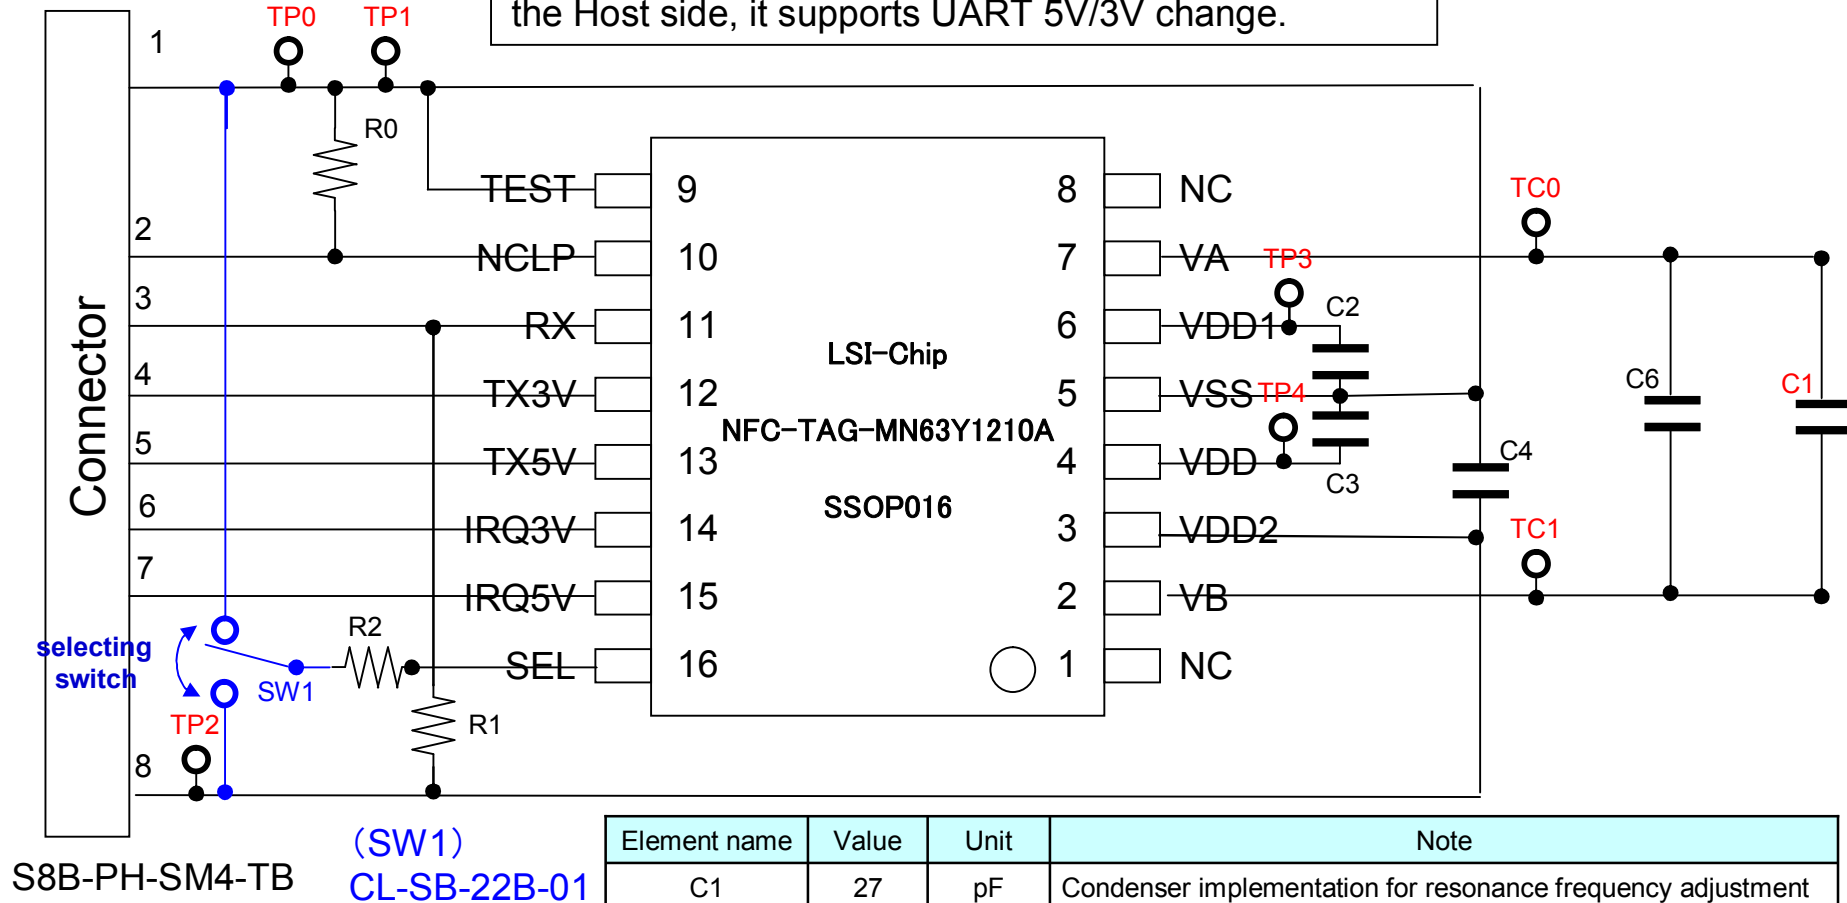 the Host side, it supports UART 5V/3V change.
TP0
TP1
1
R0
TEST
9
8
NC
TC0
2
NCLP
10
7
VA
TP3
3
RX
11
6
VDD1
C2
LSI-Chip
Connector
4
TX3V
12
5
VSS
TP4
C6
C1
NFC-TAG-MN63Y1210A
5
TX5V
13
4
VDD
C3
C4
SSOP016
6
IRQ3V
14
3
VDD2
TC1
7
IRQ5V
15
2
VB
selecting
switch
R2
SW1
SEL
16
1
NC
TP2
R1
8
S8B-PH-SM4-TB
(SW1)
CL-SB-22B-01
Element name Value Unit Note
C1 27 pF Condenser implementation for resonance frequency adjustment